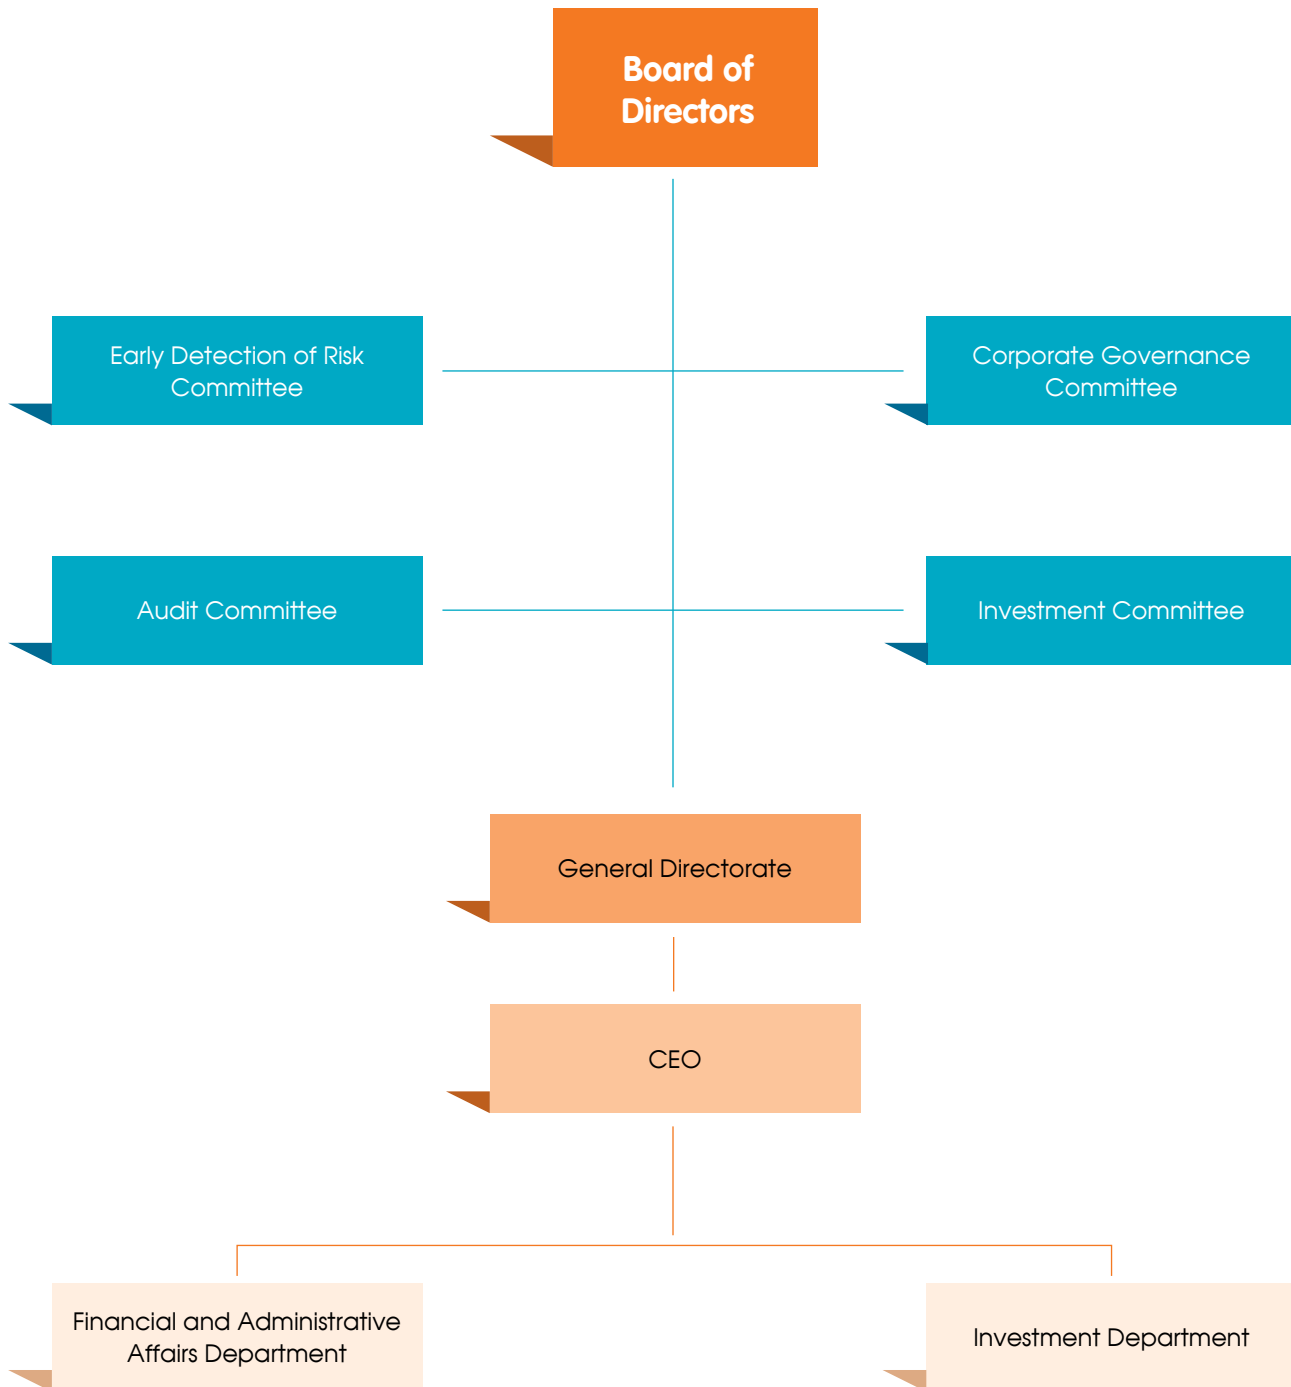 Board of
Directors
Early Detection of Risk
Committee
Corporate Governance
Committee
Audit Committee
Investment Committee
General Directorate
CEO
Financial and Administrative
Affairs Department
Investment Department